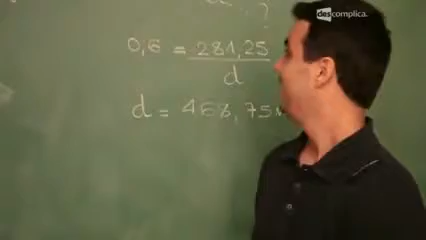 descomplica.
?
0,6 = 281,25
d
d = 468,75